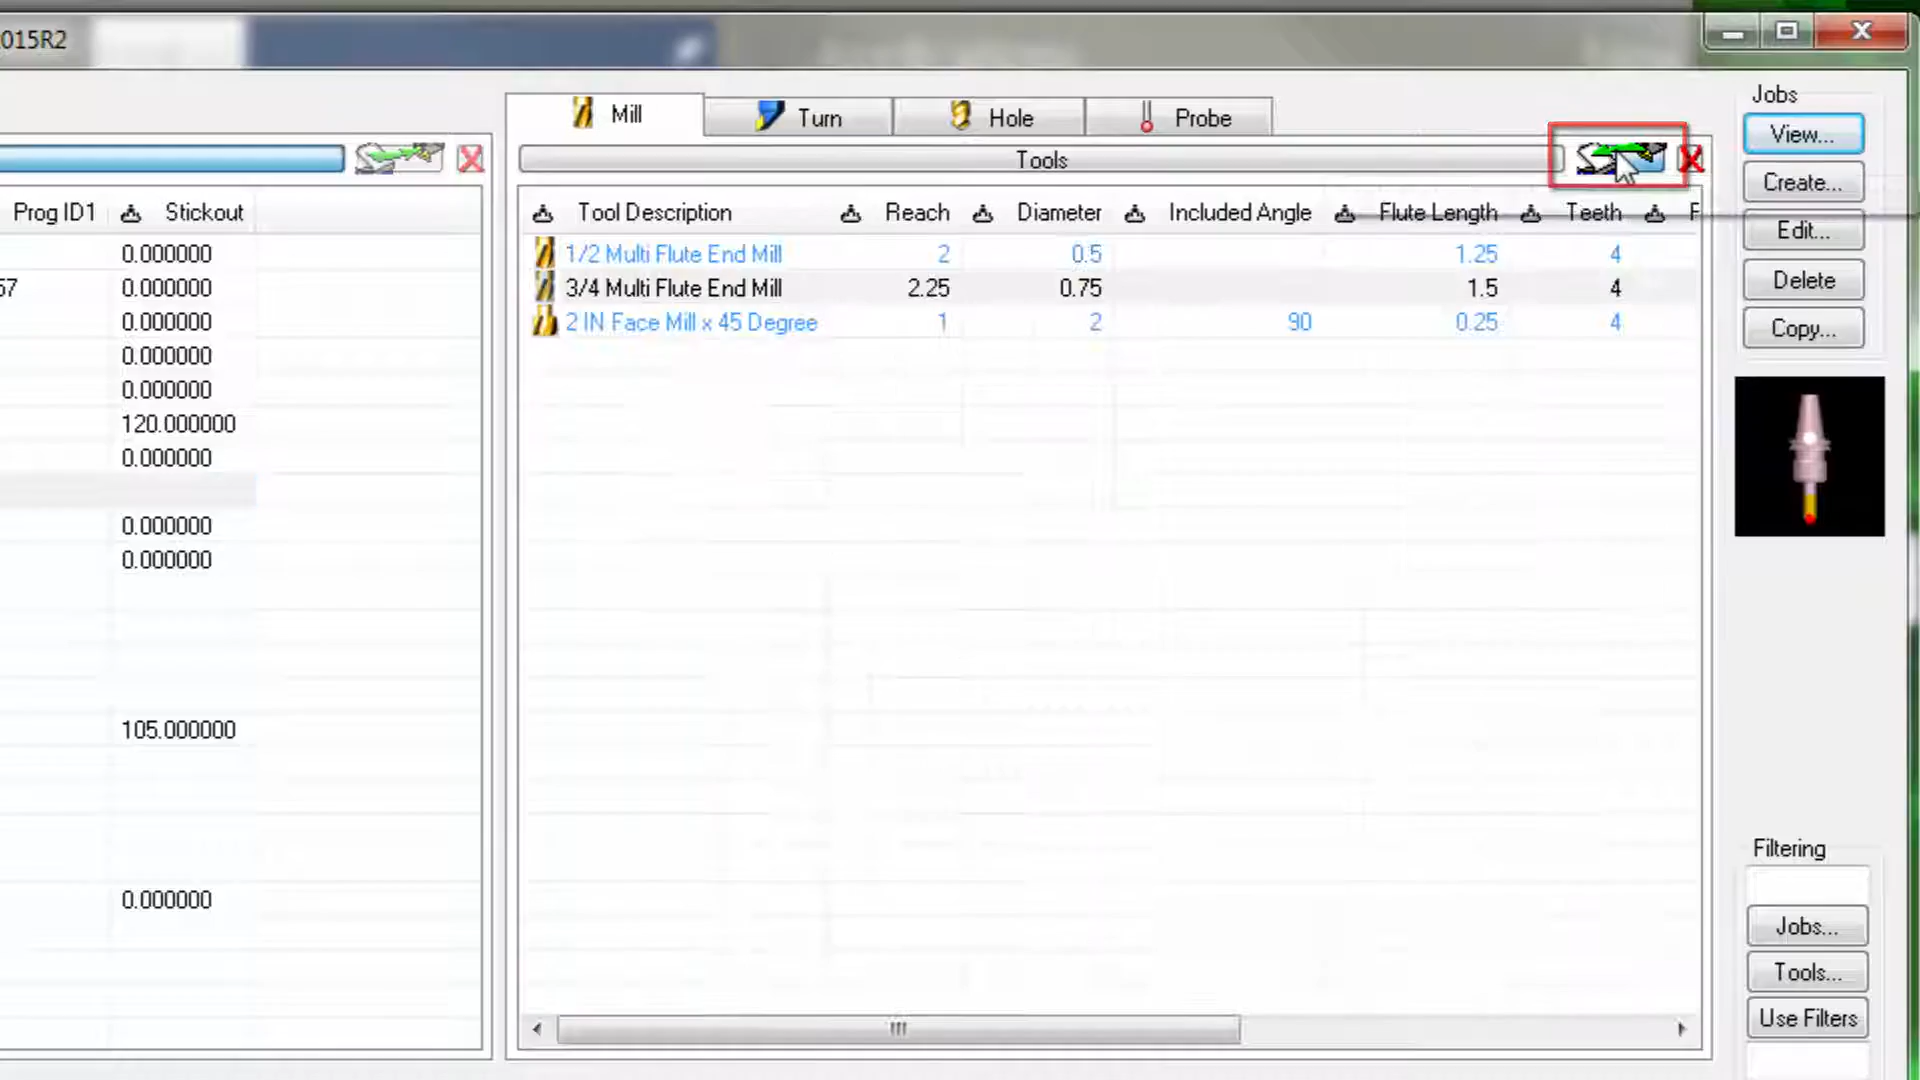 015R2
Mill
Turn
Hole
Probe
Tools
Prog ID1 Stickout
0.000000
57 0.000000
0.000000
0.000000
0.000000
120.000000
0.000000
0.000000
0.000000
105.000000
0.000000
Tool Description Reach Diameter Included Angle Flute Length Teeth F
1/2 Multi Flute End Mill 2 0.5 1.25 4
3/4 Multi Flute End Mill 2.25 0.75 1.5 4
2 IN Face Mill x 45 Degree 1 2 90 0.25 4
Jobs
View...
Create...
Edit...
Delete
Copy...
Filtering
Jobs...
Tools...
Use Filters